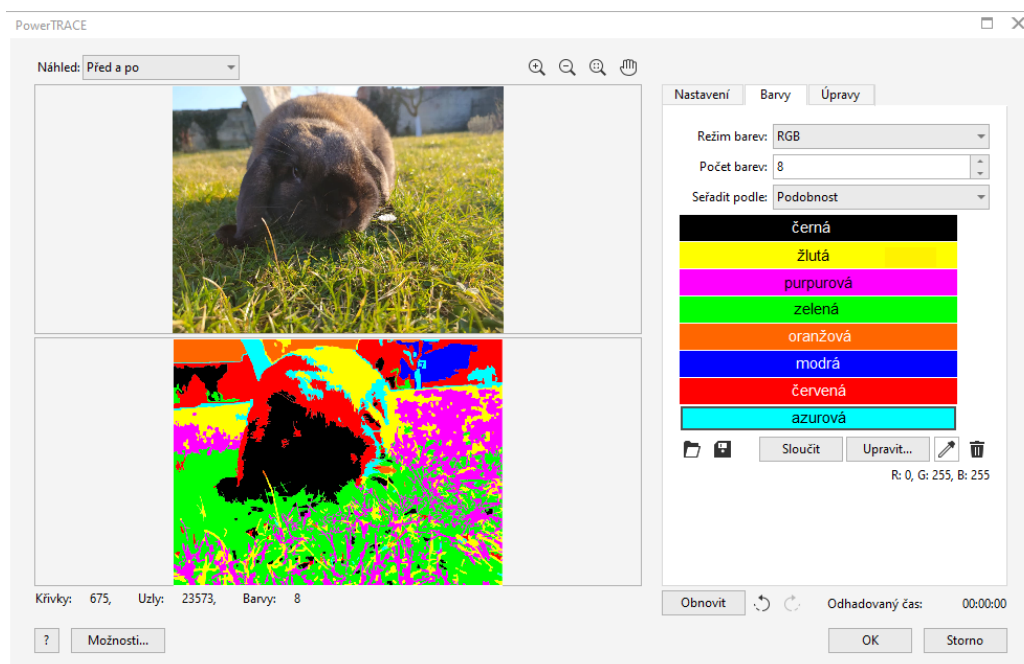 PowerTRACE
Náhled: Před a po
Nastavení Barvy Úpravy
Režim barev: RGB
Počet barev: 8
Seřadit podle: Podobnost
černá
žlutá
purpurová
zelená
oranžová
modrá
červená
azurová
Sloučit Upravit...
R: 0, G: 255, B: 255
Křivky: 675, Uzly: 23573, Barvy: 8
Obnovit Odhadovaný čas: 00:00:00
? Možnosti... OK Storno